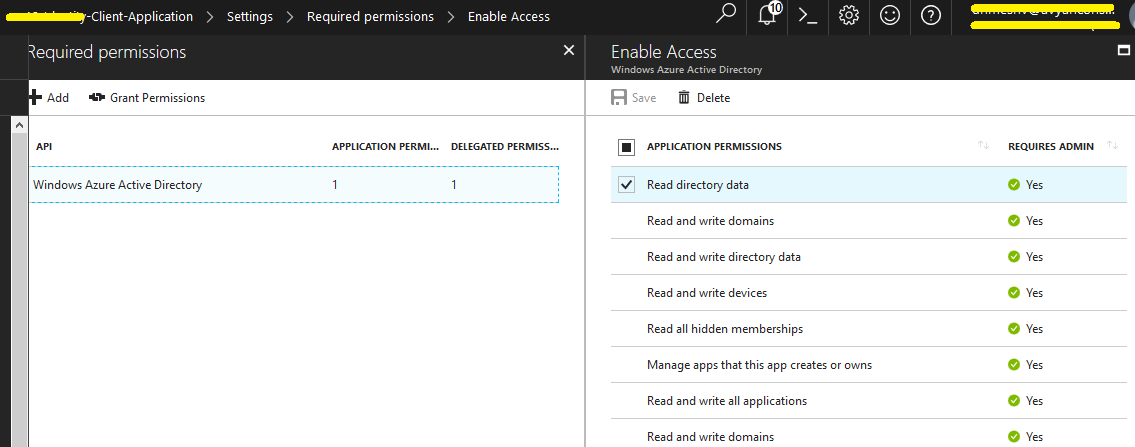 -Client-Application > Settings > Required permissions > Enable Access
10
Required permissions
Add Grant Permissions
API APPLICATION PERMI... DELEGATED PERMISS...
Windows Azure Active Directory 1 1
Enable Access
Windows Azure Active Directory
Save Delete
APPLICATION PERMISSIONS REQUIRES ADMIN
Read directory data Yes
Read and write domains Yes
Read and write directory data Yes
Read and write devices Yes
Read all hidden memberships Yes
Manage apps that this app creates or owns Yes
Read and write all applications Yes
Read and write domains Yes